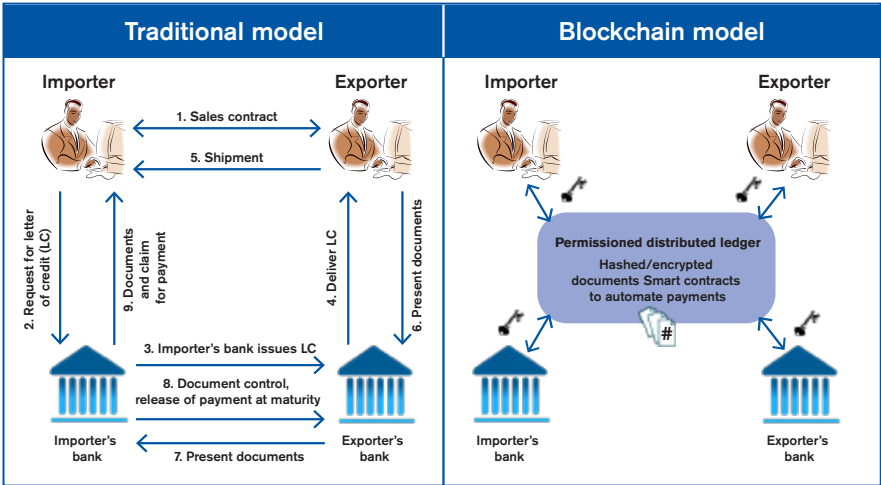 Traditional model
Importer
Exporter
1. Sales contract
5. Shipment
2. Request for letter
of credit (LC)
9. Documents
and claim
for payment
4. Deliver LC
6. Present documents
3. Importer's bank issues LC
8. Document control,
release of payment at maturity
7. Present documents
Importer's
bank
Exporter's
bank
Blockchain model
Importer
Exporter
Permissioned distributed ledger
Hashed/encrypted
documents Smart contracts
to automate payments
#
Importer's
bank
Exporter's
bank